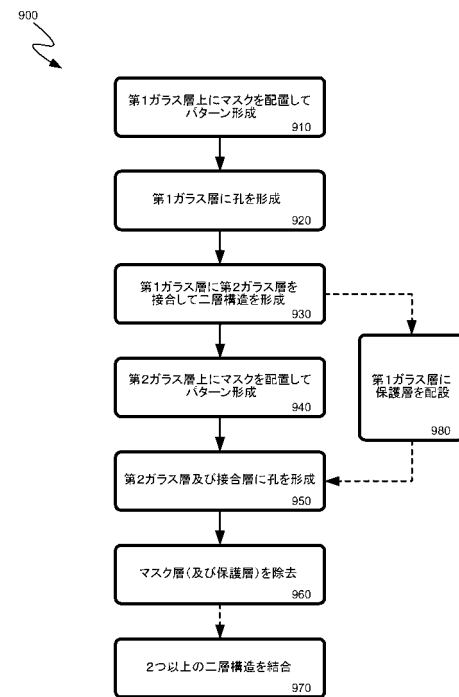 900
第1ガラス層上にマスクを配置して
パターン形成
910
第1ガラス層に孔を形成
920
第1ガラス層に第2ガラス層を
接合して二層構造を形成
930
第2ガラス層上にマスクを配置して
パターン形成
940
第1ガラス層に
保護層を配設
980
第2ガラス層及び接合層に孔を形成
950
マスク層(及び保護層)を除去
960
2つ以上の二層構造を結合
970